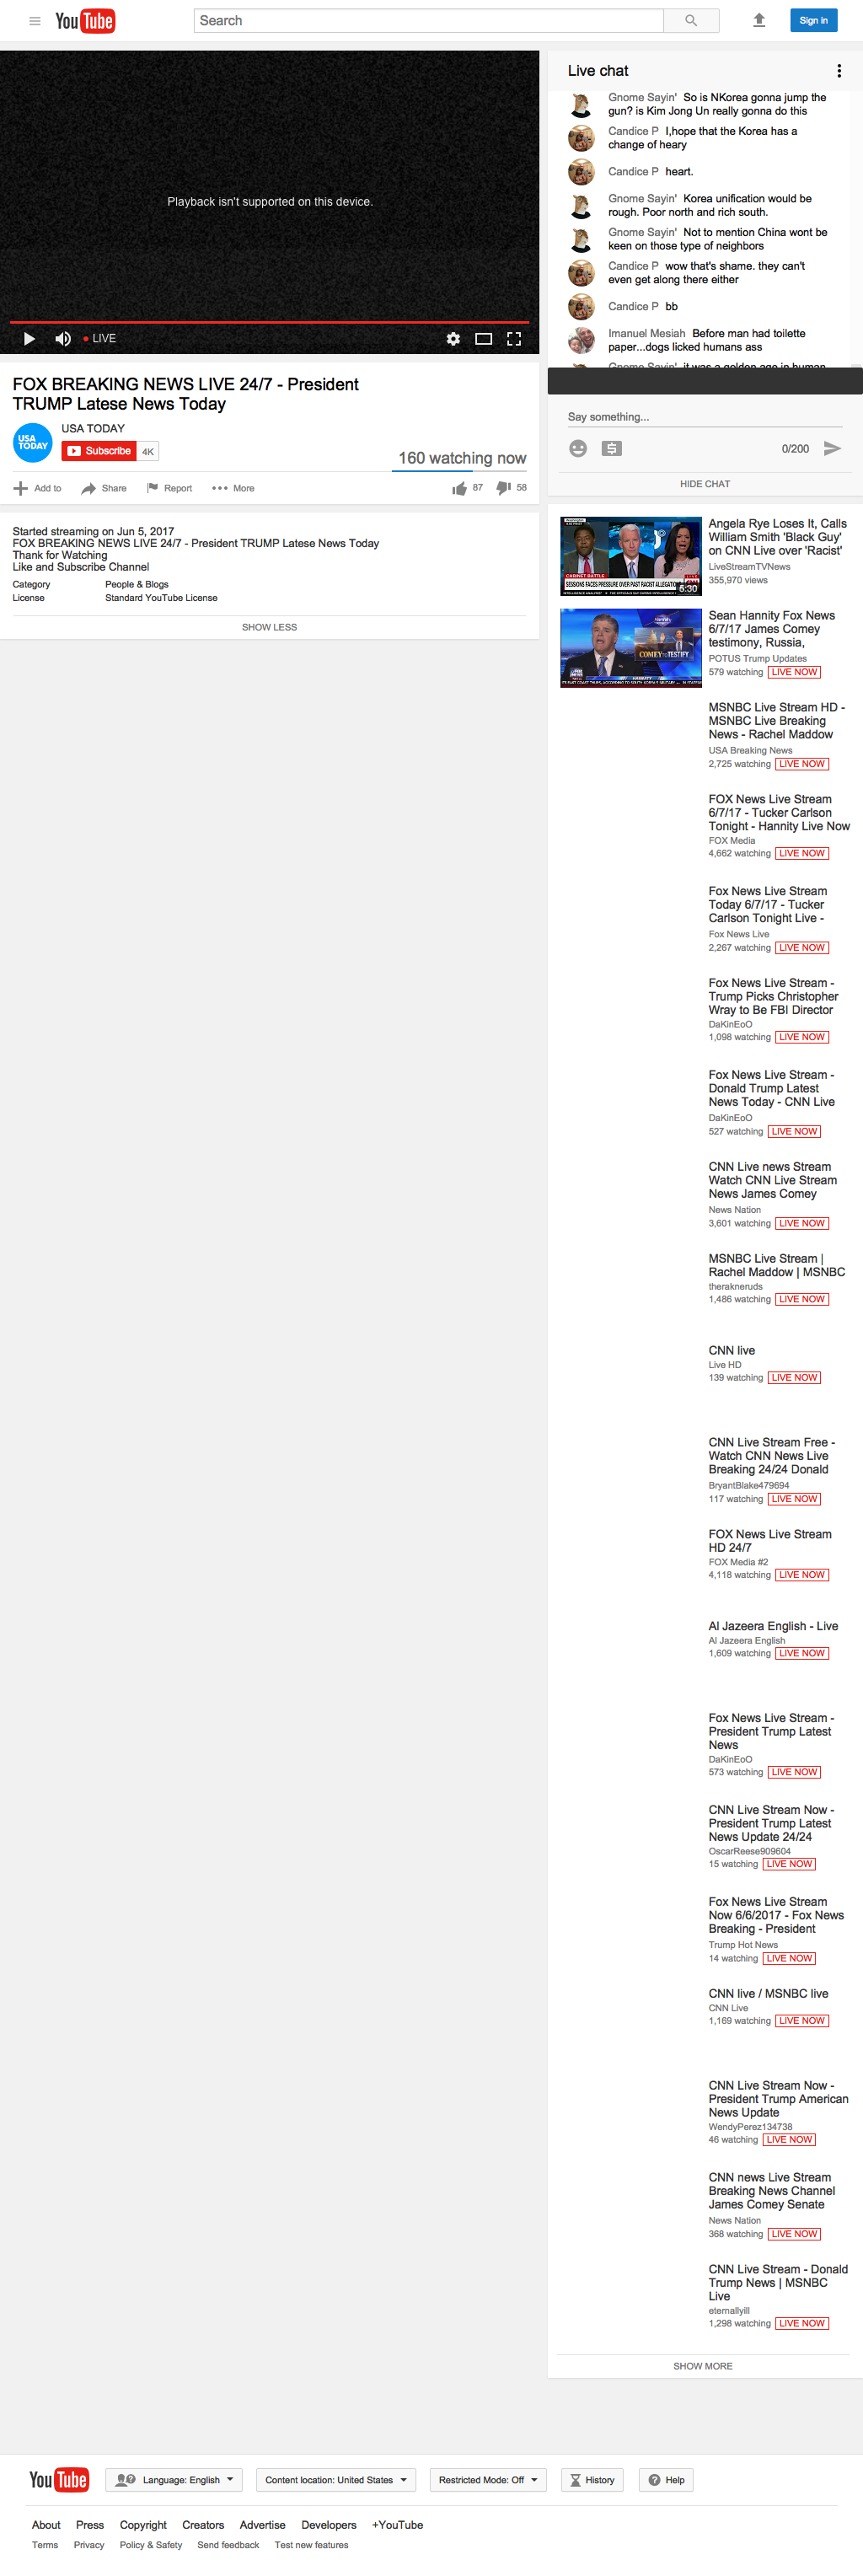 YouTube
Search
Sign in
Playback isn't supported on this device.
LIVE
FOX BREAKING NEWS LIVE 24/7 - President
TRUMP Latese News Today
USA TODAY
USA TODAY
Subscribe 4K
160 watching now
Add to Share Report More
87 58
Started streaming on Jun 5, 2017
FOX BREAKING NEWS LIVE 24/7 - President TRUMP Latese News Today
Thank for Watching
Like and Subscribe Channel
Category People & Blogs
License Standard YouTube License
SHOW LESS
Live chat
Gnome Sayin' So is NKorea gonna jump the
gun? is Kim Jong Un really gonna do this
Candice P I,hope that the Korea has a
change of heary
Candice P heart.
Gnome Sayin' Korea unification would be
rough. Poor north and rich south.
Gnome Sayin' Not to mention China wont be
keen on those type of neighbors
Candice P wow that's shame. they can't
even get along there either
Candice P bb
Imanuel Mesiah Before man had toilette
paper...dogs licked humans ass
Gnome Sayin' it was a golden age in human
Say something...
0/200
HIDE CHAT
CABINET BATTLE
SESSIONS FACES PRESSURE OVER PAST RACIST ALLEGATIONS
5:30
Angela Rye Loses It, Calls
William Smith 'Black Guy'
on CNN Live over 'Racist'
LiveStreamTVNews
355,970 views
COMEY TO TESTIFY
Sean Hannity Fox News
6/7/17 James Comey
testimony, Russia,
POTUS Trump Updates
579 watching LIVE NOW
MSNBC Live Stream HD -
MSNBC Live Breaking
News - Rachel Maddow
USA Breaking News
2,725 watching LIVE NOW
FOX News Live Stream
6/7/17 - Tucker Carlson
Tonight - Hannity Live Now
FOX Media
4,662 watching LIVE NOW
Fox News Live Stream
Today 6/7/17 - Tucker
Carlson Tonight Live -
Fox News Live
2,267 watching LIVE NOW
Fox News Live Stream -
Trump Picks Christopher
Wray to Be FBI Director
DaKinEoO
1,098 watching LIVE NOW
Fox News Live Stream -
Donald Trump Latest
News Today - CNN Live
DaKinEoO
527 watching LIVE NOW
CNN Live news Stream
Watch CNN Live Stream
News James Comey
News Nation
3,601 watching LIVE NOW
MSNBC Live Stream |
Rachel Maddow | MSNBC
therakneruds
1,486 watching LIVE NOW
CNN live
Live HD
139 watching LIVE NOW
CNN Live Stream Free -
Watch CNN News Live
Breaking 24/24 Donald
BryantBlake479694
117 watching LIVE NOW
FOX News Live Stream
HD 24/7
FOX Media #2
4,118 watching LIVE NOW
Al Jazeera English - Live
Al Jazeera English
1,609 watching LIVE NOW
Fox News Live Stream -
President Trump Latest
News
DaKinEoO
573 watching LIVE NOW
CNN Live Stream Now -
President Trump Latest
News Update 24/24
OscarReese909604
15 watching LIVE NOW
Fox News Live Stream
Now 6/6/2017 - Fox News
Breaking - President
Trump Hot News
14 watching LIVE NOW
CNN live / MSNBC live
CNN Live
1,169 watching LIVE NOW
CNN Live Stream Now -
President Trump American
News Update
WendyPerez134738
46 watching LIVE NOW
CNN news Live Stream
Breaking News Channel
James Comey Senate
News Nation
368 watching LIVE NOW
CNN Live Stream - Donald
Trump News | MSNBC
Live
eternallyill
1,298 watching LIVE NOW
SHOW MORE
YouTube
Language: English
Content location: United States
Restricted Mode: Off
History
Help
About Press Copyright Creators Advertise Developers +YouTube
Terms Privacy Policy & Safety Send feedback Test new features